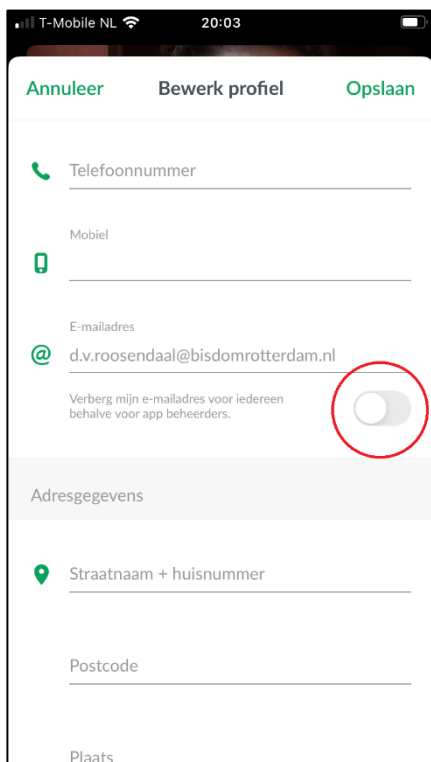 T-Mobile NL 20:03
Annuleer Bewerk profiel Opslaan
Telefoonnummer
Mobiel
E-mailadres
@ d.v.roosendaal@bisdomrotterdam.nl
Verberg mijn e-mailadres voor iedereen
behalve voor app beheerders.
Adresgegevens
Straatnaam + huisnummer
Postcode
Plaats